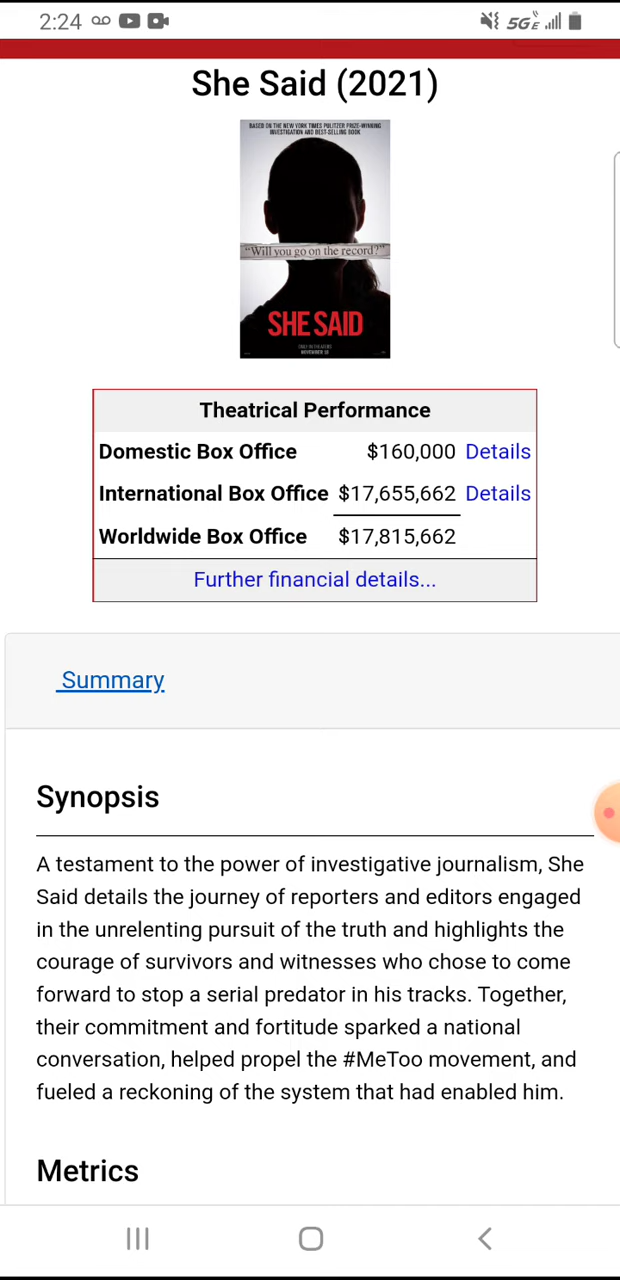 2:24
5GE
She Said (2021)
BASED ON THE NEW YORK TIMES PULITZER PRIZE-WINNING
INVESTIGATION AND BEST-SELLING BOOK
"Will you go on the record?"
SHE SAID
ONLY IN THEATERS
NOVEMBER 18
Theatrical Performance
Domestic Box Office $160,000 Details
International Box Office $17,655,662 Details
Worldwide Box Office $17,815,662
Further financial details...
Summary
Synopsis
A testament to the power of investigative journalism, She
Said details the journey of reporters and editors engaged
in the unrelenting pursuit of the truth and highlights the
courage of survivors and witnesses who chose to come
forward to stop a serial predator in his tracks. Together,
their commitment and fortitude sparked a national
conversation, helped propel the #MeToo movement, and
fueled a reckoning of the system that had enabled him.
Metrics